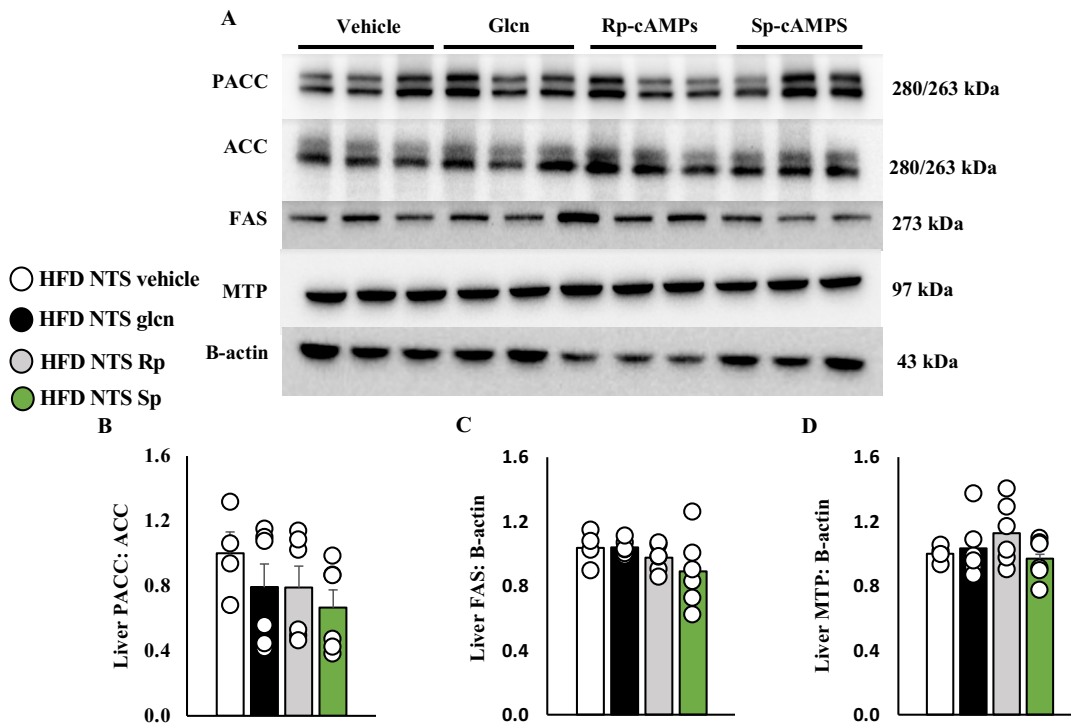 A
Vehicle Glcn Rp-cAMPs Sp-cAMPS
PACC 280/263 kDa
ACC 280/263 kDa
FAS 273 kDa
MTP 97 kDa
B-actin 43 kDa
HFD NTS vehicle
HFD NTS glcn
HFD NTS Rp
HFD NTS Sp
B
Liver PACC: ACC
1.6
1.2
0.8
0.4
0.0
C
Liver FAS: B-actin
1.6
1.2
0.8
0.4
0.0
D
Liver MTP: B-actin
1.6
1.2
0.8
0.4
0.0